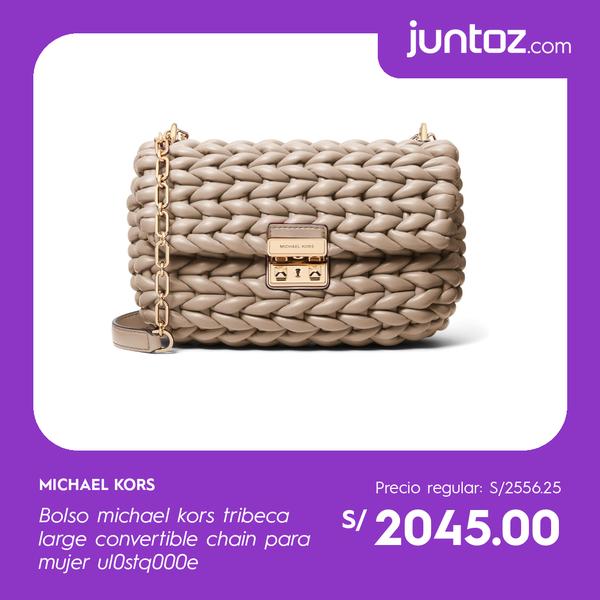 juntoz.com
MICHAEL KORS
MICHAEL KORS
Bolso michael kors tribeca
large convertible chain para
mujer ul0stq000e
Precio regular: S/2556.25
S/ 2045.00